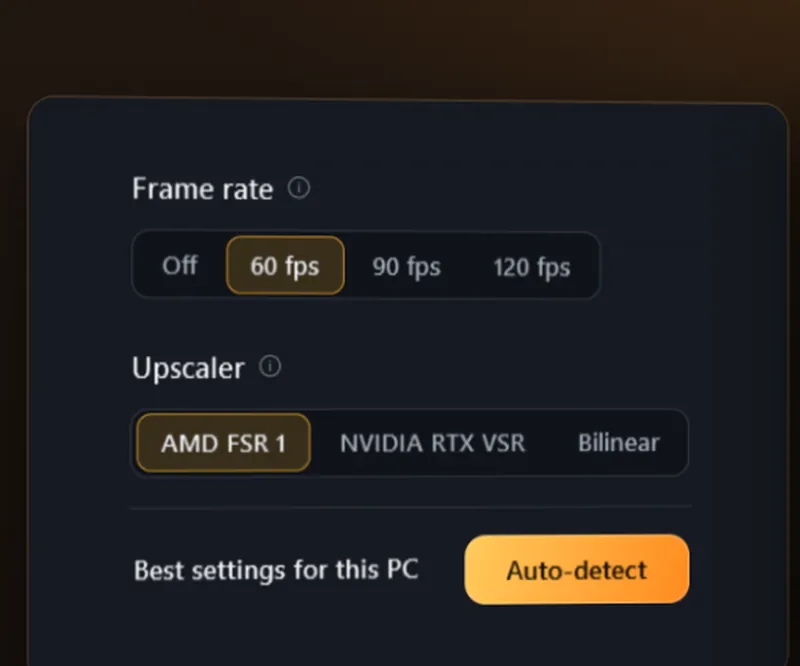 Frame rate
Off 60 fps 90 fps 120 fps
Upscaler
AMD FSR 1 NVIDIA RTX VSR Bilinear
Best settings for this PC Auto-detect